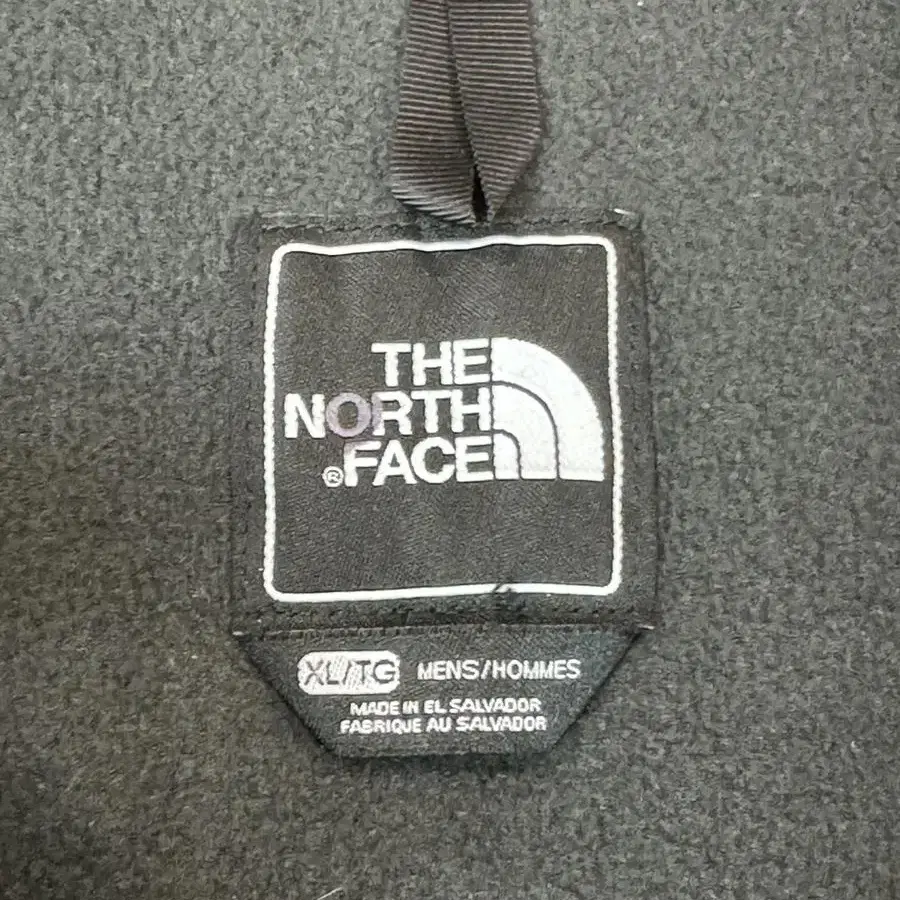 THE
NORTH
®FACE
XL/TG MENS/HOMMES
MADE IN EL SALVADOR
FABRIQUE AU SALVADOR